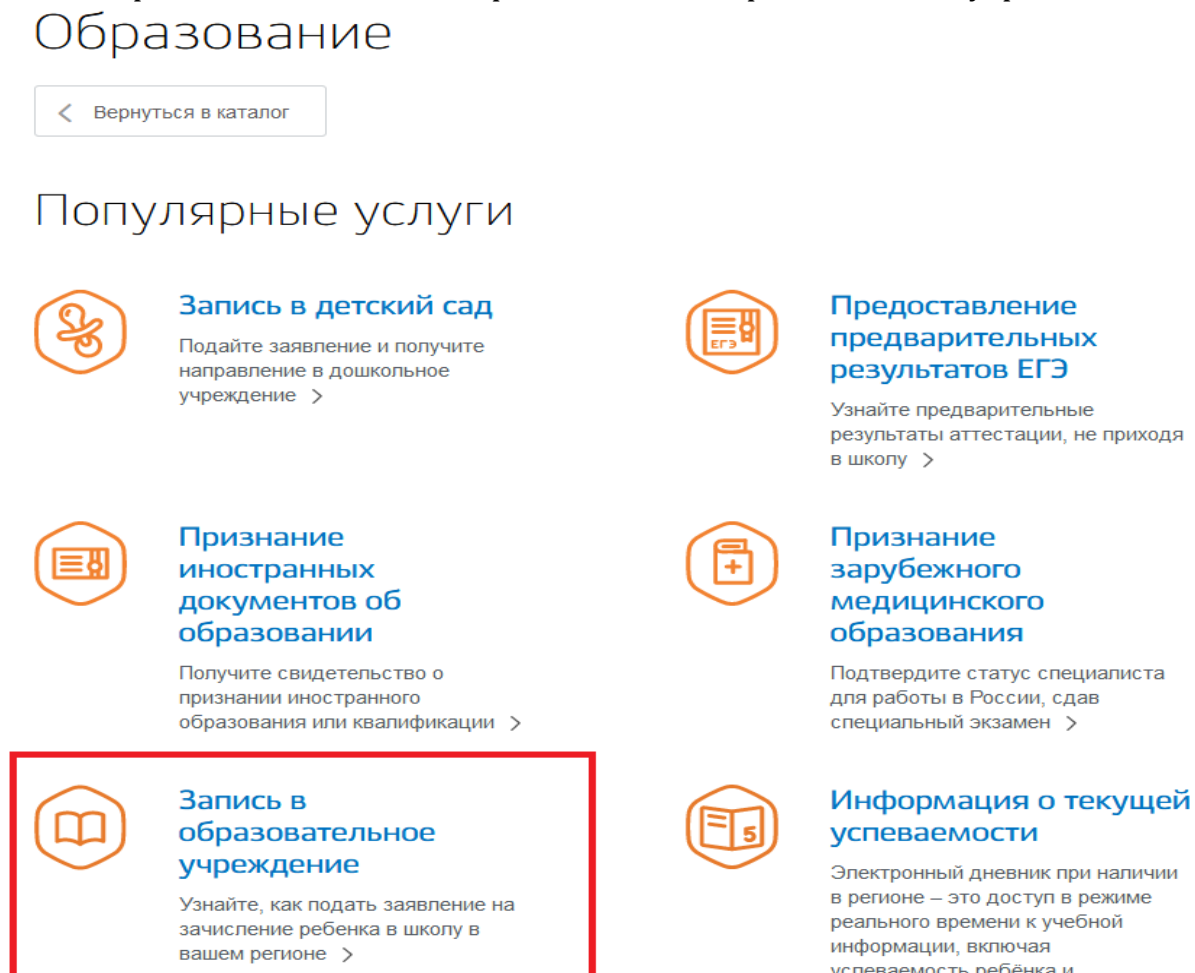 Образование
Вернуться в каталог
Популярные услуги
Запись в детский сад
Подайте заявление и получите
направление в дошкольное
учреждение
ЕГЭ
Предоставление
предварительных
результатов ЕГЭ
Узнайте предварительные
результаты аттестации, не приходя
в школу
Признание
иностранных
документов об
образовании
Получите свидетельство о
признании иностранного
образования или квалификации
Признание
зарубежного
медицинского
образования
Подтвердите статус специалиста
для работы в России, сдав
специальный экзамен
Запись в
образовательное
учреждение
Узнайте, как подать заявление на
зачисление ребенка в школу в
вашем регионе
5
Информация о текущей
успеваемости
Электронный дневник при наличии
в регионе – это доступ в режиме
реального времени к учебной
информации, включая
успеваемость ребёнка и